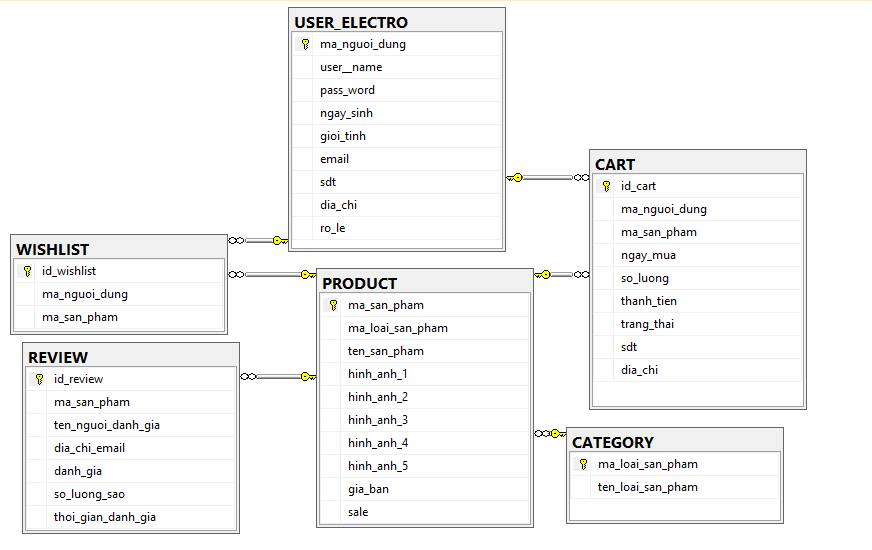 USER_ELECTRO
ma_nguoi_dung
user__name
pass_word
ngay_sinh
gioi_tinh
email
sdt
dia_chi
ro_le
CART
id_cart
ma_nguoi_dung
ma_san_pham
ngay_mua
so_luong
thanh_tien
trang_thai
sdt
dia_chi
WISHLIST
id_wishlist
ma_nguoi_dung
ma_san_pham
PRODUCT
ma_san_pham
ma_loai_san_pham
ten_san_pham
hinh_anh_1
hinh_anh_2
hinh_anh_3
hinh_anh_4
hinh_anh_5
gia_ban
sale
REVIEW
id_review
ma_san_pham
ten_nguoi_danh_gia
dia_chi_email
danh_gia
so_luong_sao
thoi_gian_danh_gia
CATEGORY
ma_loai_san_pham
ten_loai_san_pham